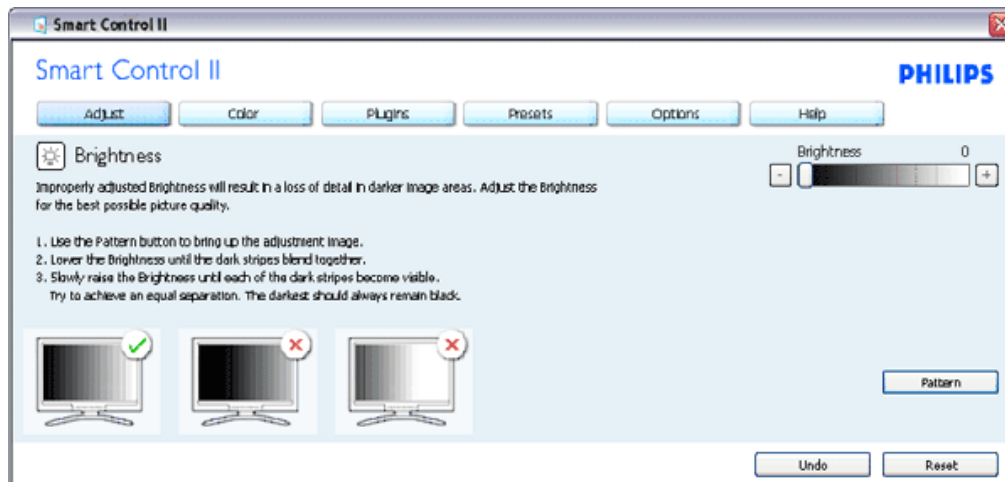 Smart Control II
Smart Control II
PHILIPS
Adjust Color Plugins Presets Options Help
Brightness
Brightness 0
- +
Improperly adjusted Brightness will result in a loss of detail in darker image areas. Adjust the Brightness
for the best possible picture quality.
1. Use the Pattern button to bring up the adjustment image.
2. Lower the Brightness until the dark stripes blend together.
3. Slowly raise the Brightness until each of the dark stripes become visible.
Try to achieve an equal separation. The darkest should always remain black.
Pattern
Undo Reset